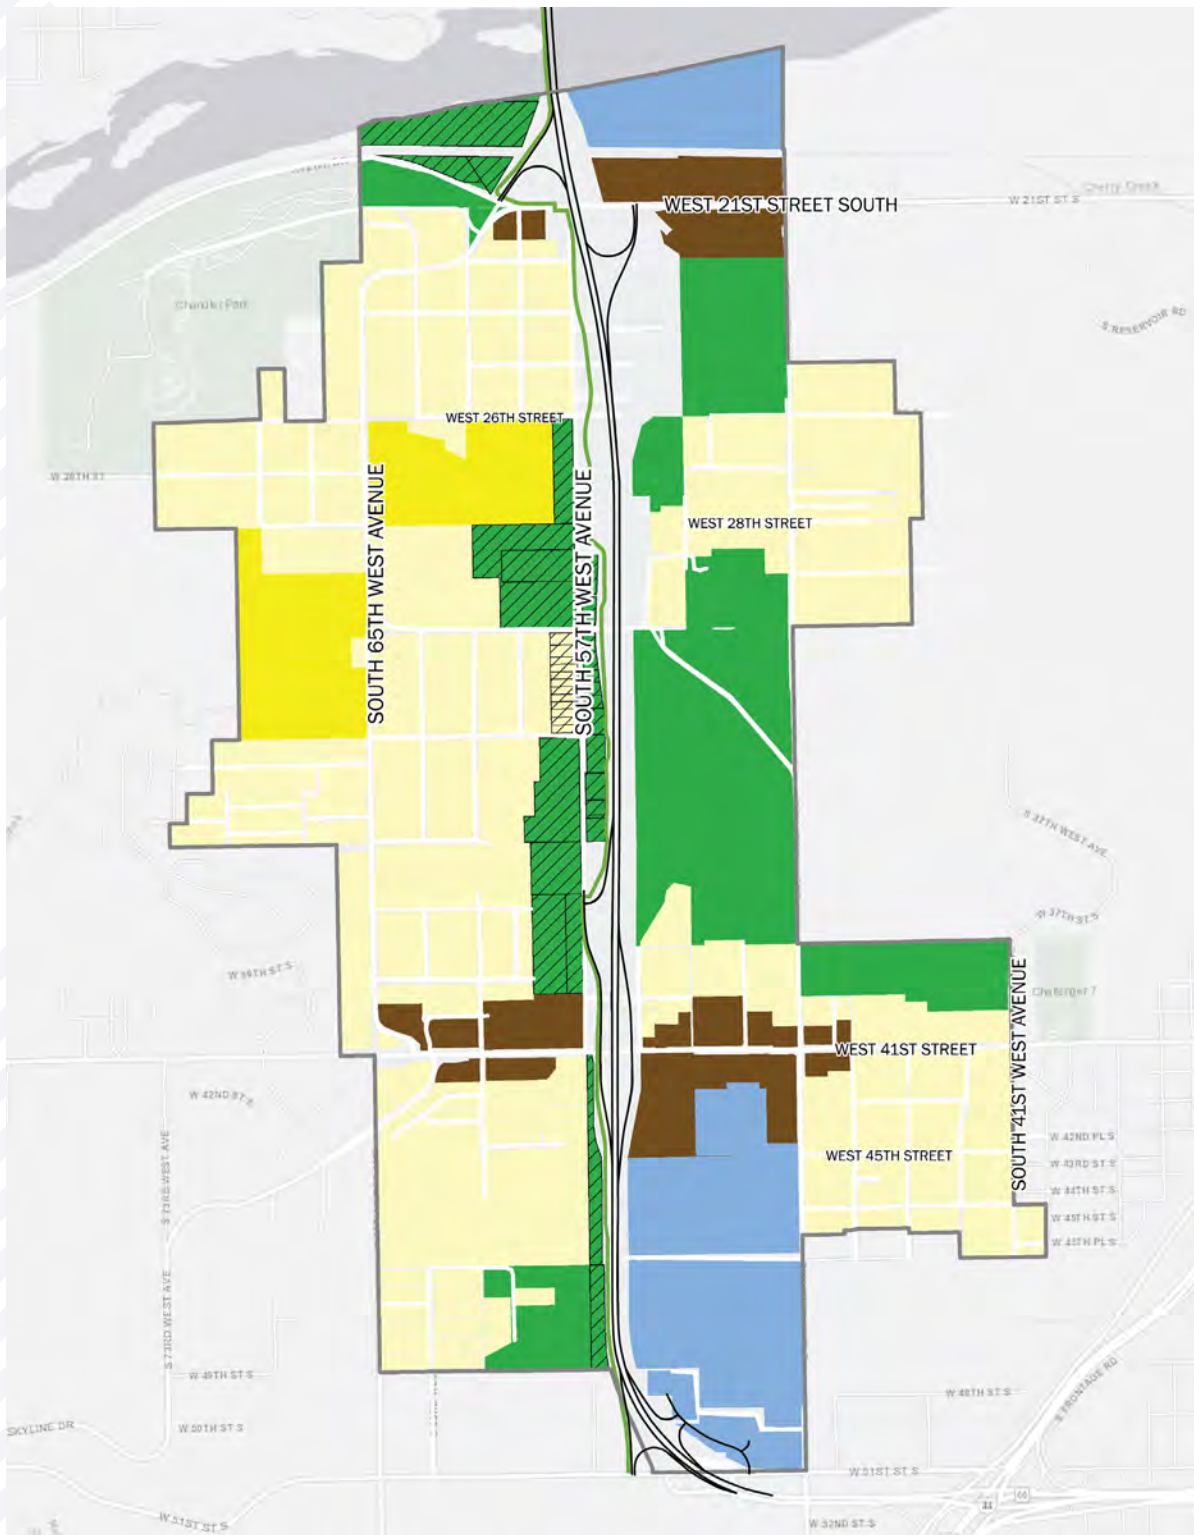 WEST 21ST STREET SOUTH
Cherry Creek
W 21ST ST S
Chandler Park
S RESERVOIR RD
WEST 26TH STREET
W 26TH ST
SOUTH 65TH WEST AVENUE
SOUTH 57TH WEST AVENUE
WEST 28TH STREET
S 37TH WEST AVE
W 37TH ST S
W 39TH ST S
Challenger 7
SOUTH 41ST WEST AVENUE
WEST 41ST STREET
W 42ND ST S
S 73RD WEST AVE
WEST 45TH STREET
W 42ND PL S
W 43RD ST S
W 44TH ST S
W 45TH ST S
W 45TH PL S
S 73RD WEST AVE
W 49TH ST S
W 48TH ST S
S FRONTAGE RD
SKYLINE DR
W 50TH ST S
W 51ST ST S
W 51ST ST S
44
66
W 52ND ST S